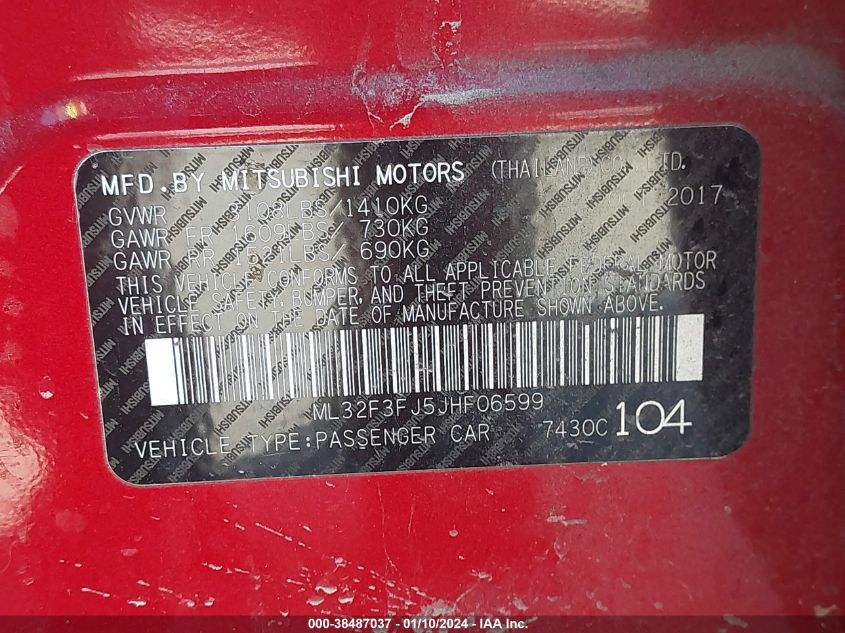 MFD.BY MITSUBISHI MOTORS (THAILAND) CO., LTD.
2017
GVWR 3108LBS/1410KG
GAWR FR 1609LBS/ 730KG
GAWR RR 1521LBS/ 690KG
THIS VEHICLE CONFORMS TO ALL APPLICABLE FEDERAL MOTOR
VEHICLE SAFETY, BUMPER, AND THEFT PREVENTION STANDARDS
IN EFFECT ON THE DATE OF MANUFACTURE SHOWN ABOVE.
ML32F3FJ5JHF06599
VEHICLE TYPE:PASSENGER CAR 7430C 104
000-38487037 - 01/10/2024 - IAA Inc.